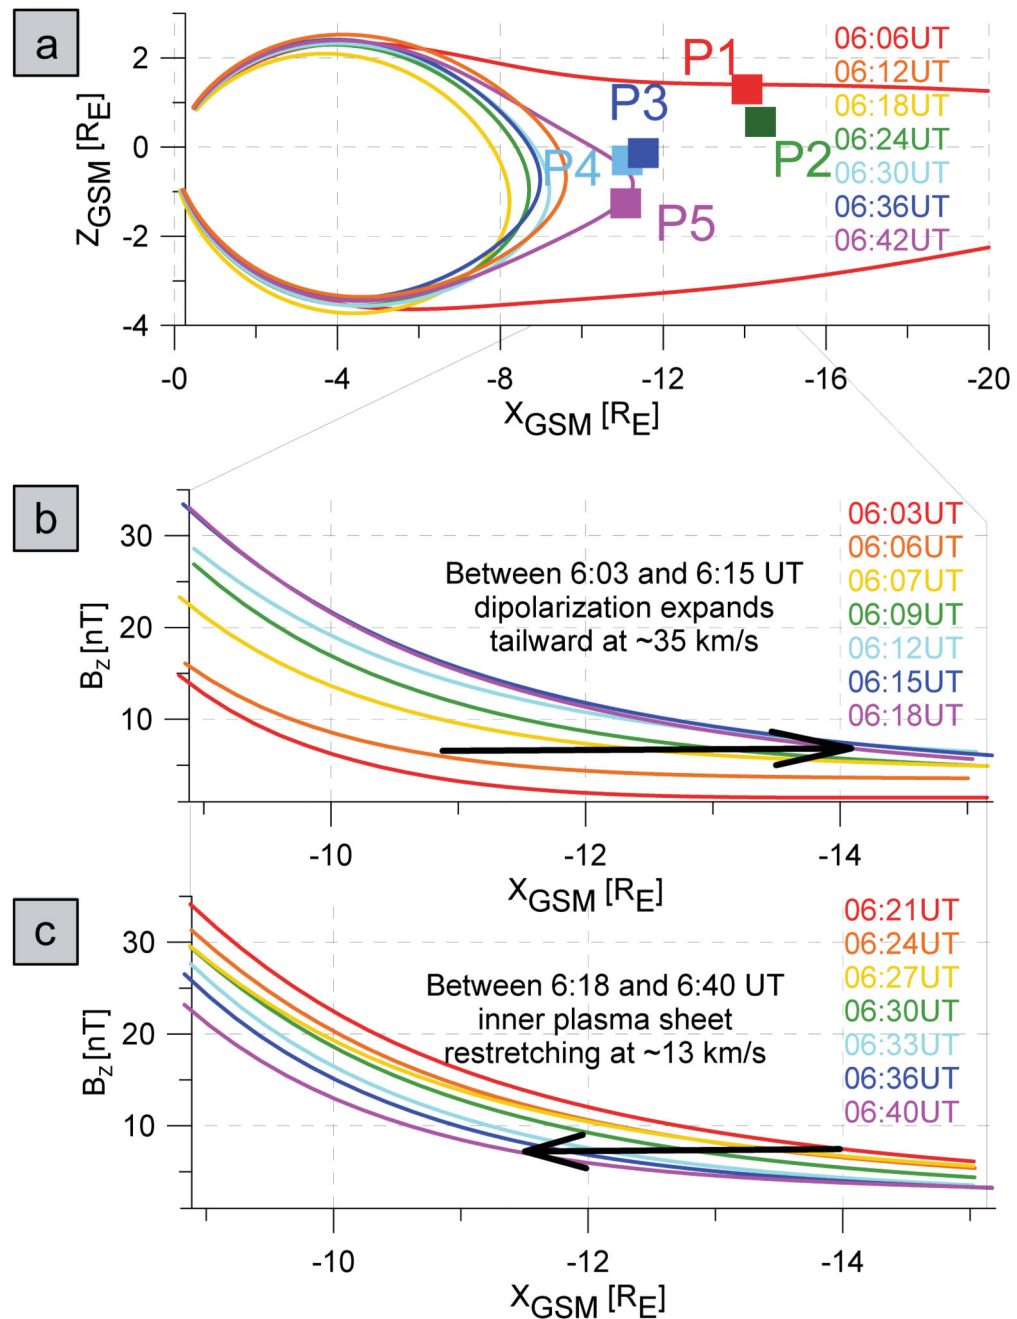 a
2
0
-2
-4
Z_GSM [R_E]
P1
P3
P4
P2
P5
06:06UT
06:12UT
06:18UT
06:24UT
06:30UT
06:36UT
06:42UT
-0
-4
-8
-12
-16
-20
X_GSM [R_E]
b
30
20
10
B_z [nT]
Between 6:03 and 6:15 UT
dipolarization expands
tailward at ~35 km/s
06:03UT
06:06UT
06:07UT
06:09UT
06:12UT
06:15UT
06:18UT
-10
-12
-14
X_GSM [R_E]
c
30
20
10
B_z[nT]
Between 6:18 and 6:40 UT
inner plasma sheet
restretching at ~13 km/s
06:21UT
06:24UT
06:27UT
06:30UT
06:33UT
06:36UT
06:40UT
-10
-12
-14
X_GSM [R_E]